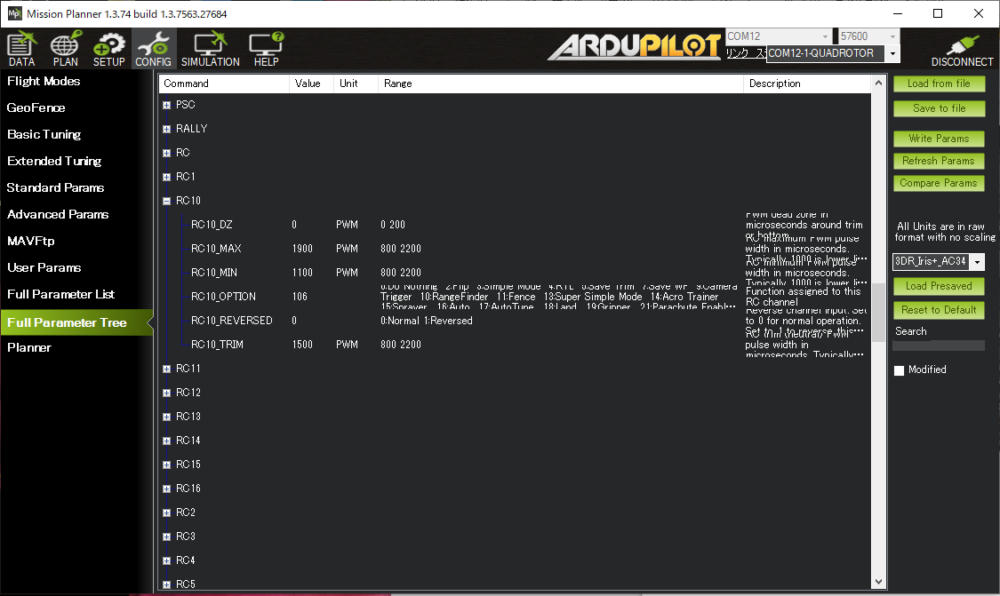 Mission Planner 1.3.74 build 1.3.7563.27684
DATA
PLAN
SETUP
CONFIG
SIMULATION
HELP
ARDUPILOT
COM12
57600
リンク
COM12-1-QUADROTOR
DISCONNECT
Flight Modes
GeoFence
Basic Tuning
Extended Tuning
Standard Params
Advanced Params
MAVFtp
User Params
Full Parameter List
Full Parameter Tree
Planner
Command Value Unit Range Description
PSC
RALLY
RC
RC1
RC10
RC10_DZ 0 PWM 0 200
PWM dead zone in
microseconds around trim
or bottom
RC10_MAX 1900 PWM 800 2200
RC maximum PWM pulse
width in microseconds.
Typically 1000 is lower li…
RC10_MIN 1100 PWM 800 2200
RC minimum PWM pulse
width in microseconds.
Typically 1000 is lower li…
RC10_OPTION 106
0:Do Nothing 2:Flip 3:Simple Mode 4:RTL 5:Save Trim 7:Save WP 9:Camera
Trigger 10:RangeFinder 11:Fence 13:Super Simple Mode 14:Acro Trainer
15:Sprayer 16:Auto 17:AutoTune 18:Land 19:Gripper 21:Parachute Enabl…
Function assigned to this
RC channel
RC10_REVERSED 0 0:Normal 1:Reversed
Reverse channel input. Set
to 0 for normal operation.
Set to 1 to reverse this…
RC10_TRIM 1500 PWM 800 2200
RC trim (neutral) PWM
pulse width in
microseconds. Typically…
RC11
RC12
RC13
RC14
RC15
RC16
RC2
RC3
RC4
RC5
Load from file
Save to file
Write Params
Refresh Params
Compare Params
All Units are in raw
format with no scaling
3DR_Iris+_AC34
Load Presaved
Reset to Default
Search
Modified